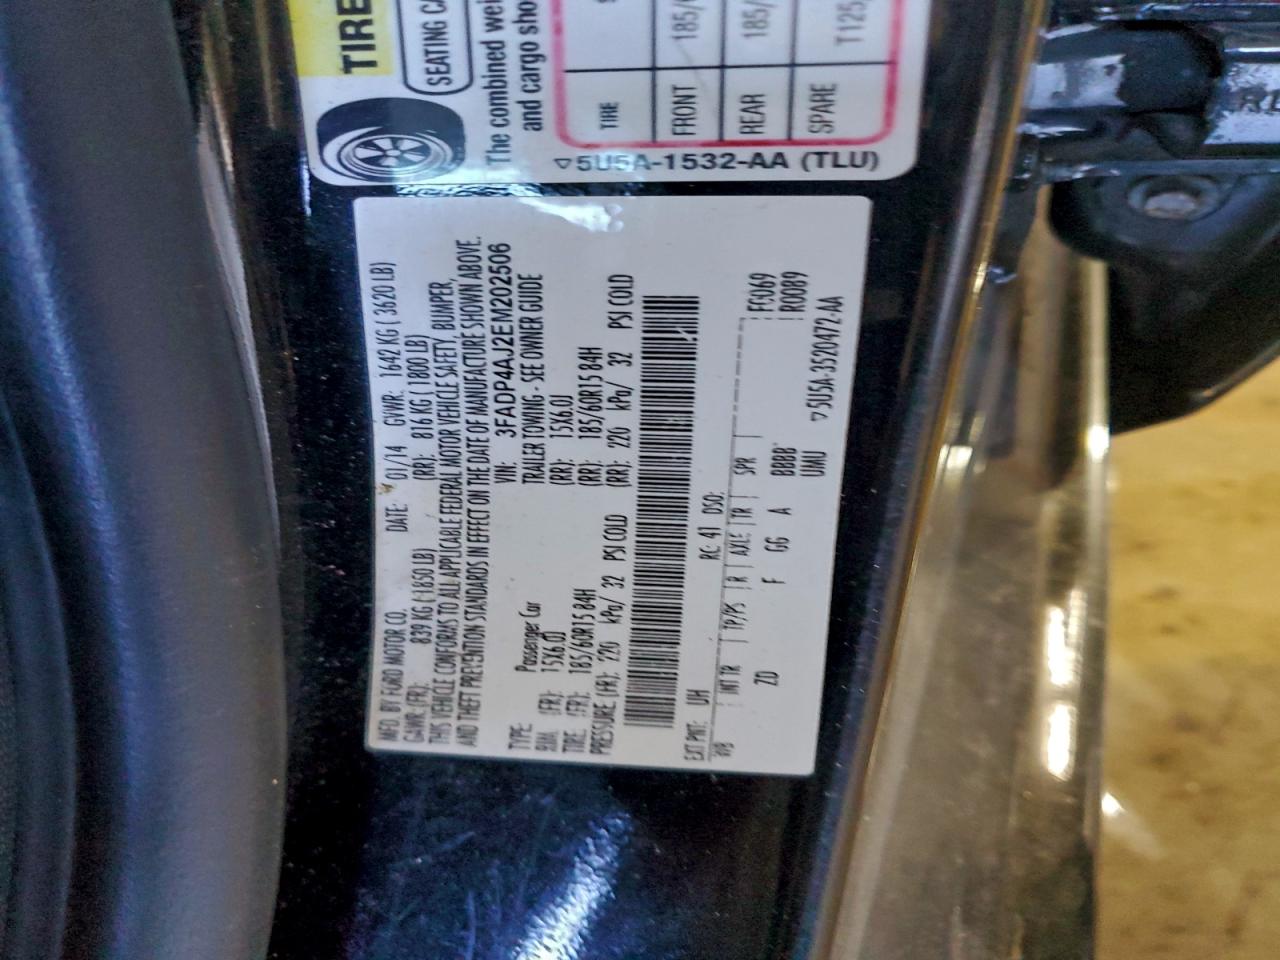 TIRE
SEATING CA
The combined wei
and cargo sho
TIRE
FRONT 185/6
REAR 185/
SPARE T125
▽5U5A-1532-AA (TLU)
MFD. BY FORD MOTOR CO. DATE: 01/14 GVWR: 1642 KG ( 3620 LB)
GAWR: (FR): 839 KG (1850 LB) (RR): 816 KG ( 1800 LB)
THIS VEHICLE CONFORMS TO ALL APPLICABLE FEDERAL MOTOR VEHICLE SAFETY, BUMPER,
AND THEFT PREVENTION STANDARDS IN EFFECT ON THE DATE OF MANUFACTURE SHOWN ABOVE.
VIN: 3FADP4AJ2EM202506
TYPE: Passenger Car TRAILER TOWING - SEE OWNER GUIDE
RIM: (FR): 15X6.0J (RR): 15X6.0J
TIRE: (FR): 185/60R15 84H (RR): 185/60R15 84H
PRESSURE (FR): 220 kPa/ 32 PSI COLD (RR): 220 kPa/ 32 PSI COLD
EXT PNT: UH RC: 41 DSO:
WB INT TR TP/PS R AXLE TR SPR F5069
ZD F GG A BBBB R0089
UMU
▽5U5A-3520472-AA